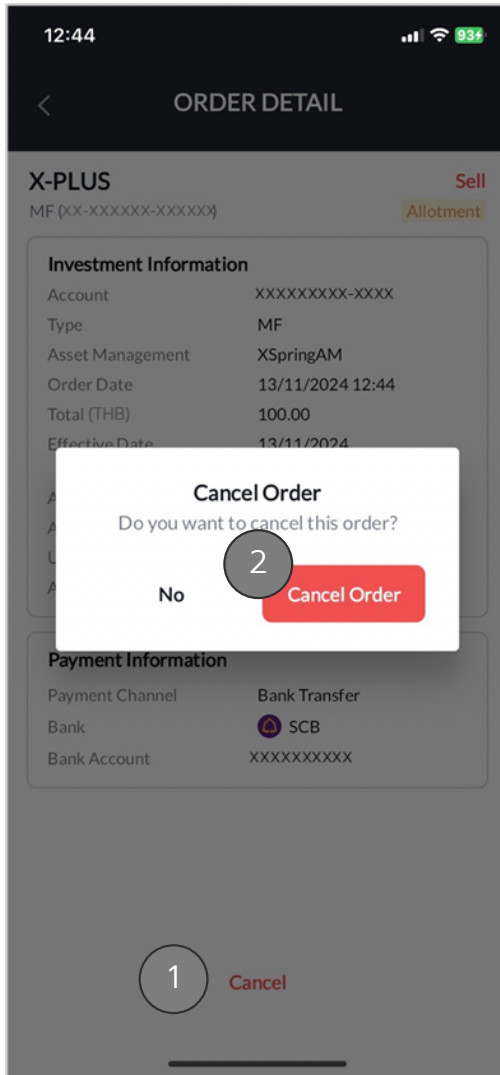 12:44 93
ORDER DETAIL
X-PLUS Sell
MF (XX-XXXXXX-XXXXXX) Allotment
Investment Information
Account XXXXXXXXX-XXXX
Type MF
Asset Management XSpringAM
Order Date 13/11/2024 12:44
Total (THB) 100.00
Effective Date 13/11/2024
Cancel Order
Do you want to cancel this order?
2
No Cancel Order
Payment Information
Payment Channel Bank Transfer
Bank SCB
Bank Account XXXXXXXXXX
1 Cancel